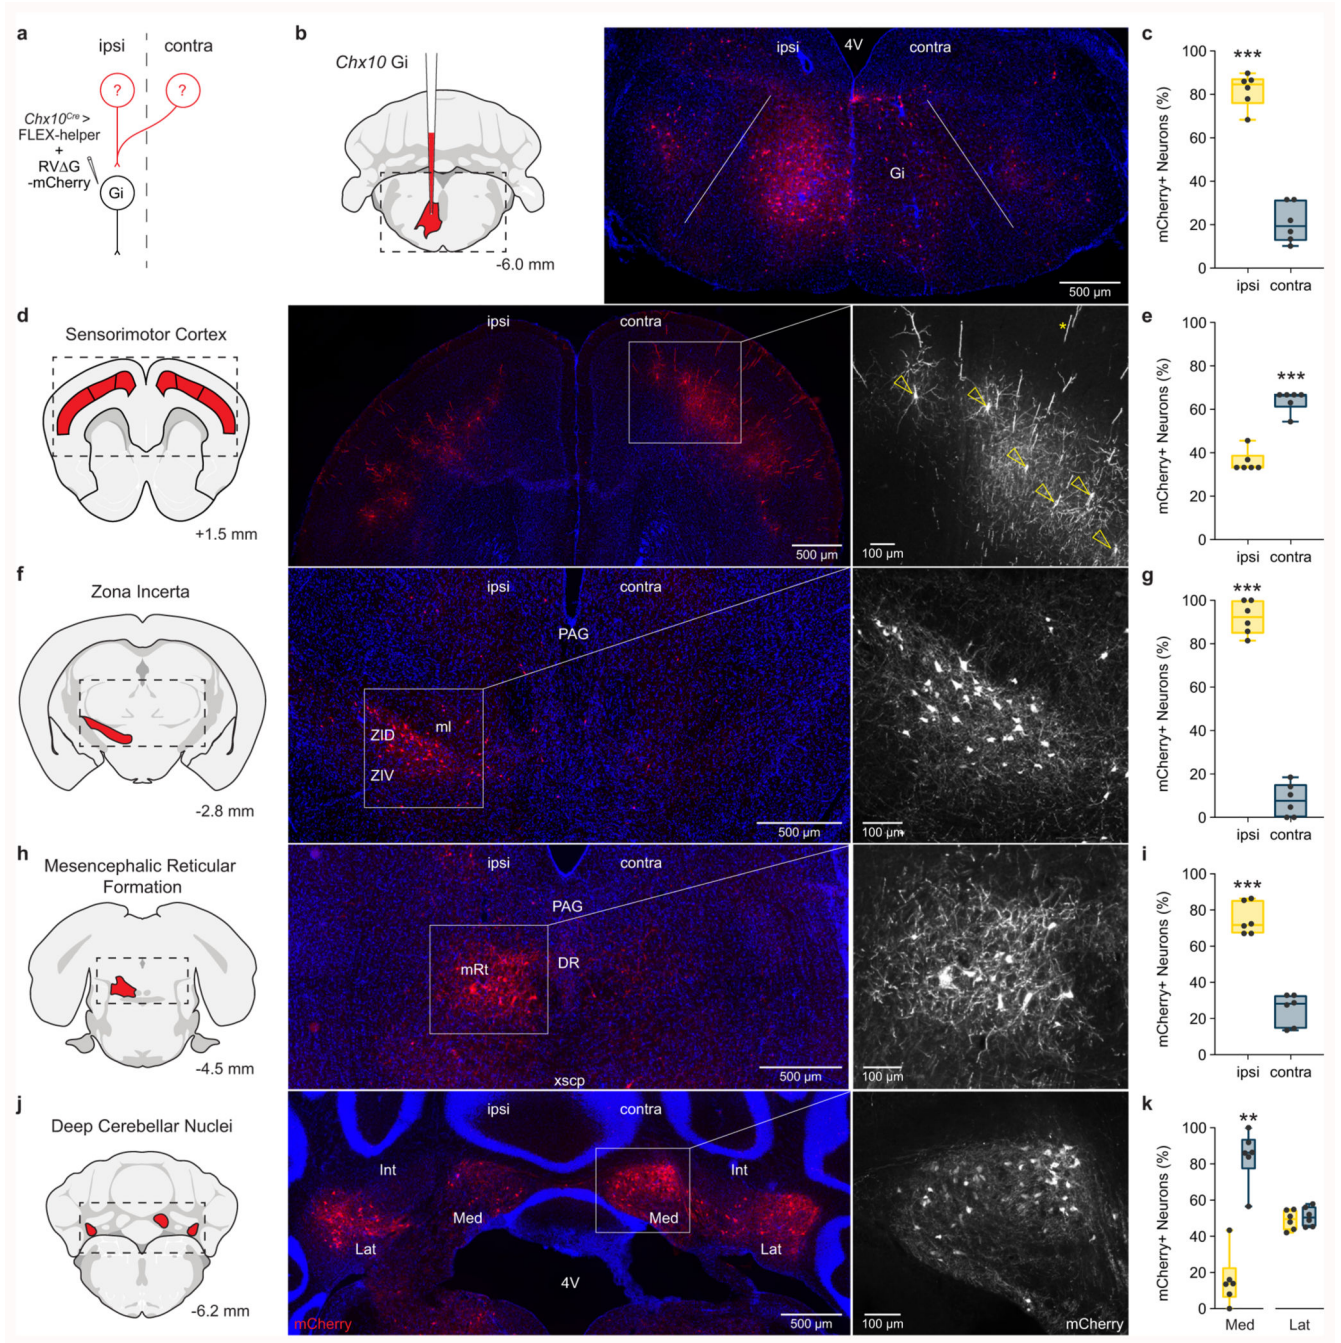 a
ipsi
contra
?
?
Chx10Cre >
FLEX-helper
+
RVΔG
-mCherry
Gi
b
Chx10 Gi
-6.0 mm
ipsi
4V
contra
Gi
500 µm
c
mCherry+ Neurons (%)
100
80
60
40
20
0
***
ipsi
contra
d
Sensorimotor Cortex
+1.5 mm
ipsi
contra
500 µm
*
100 µm
e
mCherry+ Neurons (%)
100
80
60
40
20
0
***
ipsi
contra
f
Zona Incerta
-2.8 mm
ipsi
contra
PAG
ml
ZID
ZIV
500 µm
100 µm
g
mCherry+ Neurons (%)
100
80
60
40
20
0
***
ipsi
contra
h
Mesencephalic Reticular
Formation
-4.5 mm
ipsi
contra
PAG
mRt
DR
xscp
500 µm
100 µm
i
mCherry+ Neurons (%)
100
80
60
40
20
0
***
ipsi
contra
j
Deep Cerebellar Nuclei
-6.2 mm
ipsi
contra
Int
Int
Med
Med
Lat
Lat
4V
mCherry
500 µm
100 µm
mCherry
k
mCherry+ Neurons (%)
100
80
60
40
20
0
**
Med
Lat